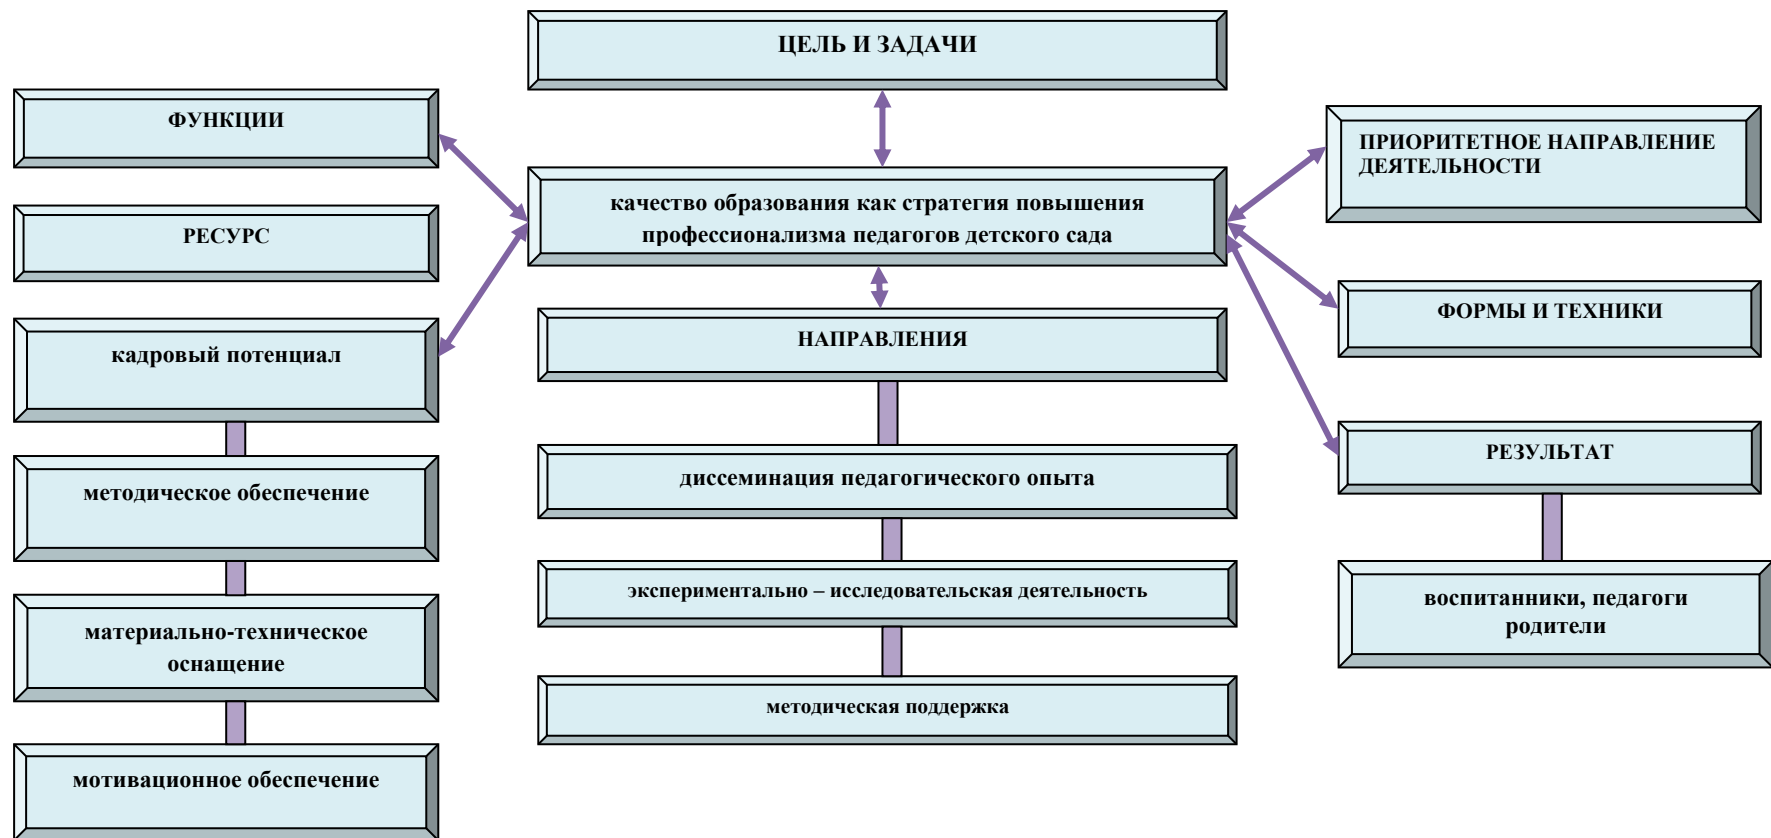 ЦЕЛЬ И ЗАДАЧИ
ФУНКЦИИ
ПРИОРИТЕТНОЕ НАПРАВЛЕНИЕ
ДЕЯТЕЛЬНОСТИ
качество образования как стратегия повышения
профессионализма педагогов детского сада
РЕСУРС
ФОРМЫ И ТЕХНИКИ
НАПРАВЛЕНИЯ
кадровый потенциал
РЕЗУЛЬТАТ
диссеминация педагогического опыта
методическое обеспечение
экспериментально – исследовательская деятельность
воспитанники, педагоги
родители
материально-техническое
оснащение
методическая поддержка
мотивационное обеспечение